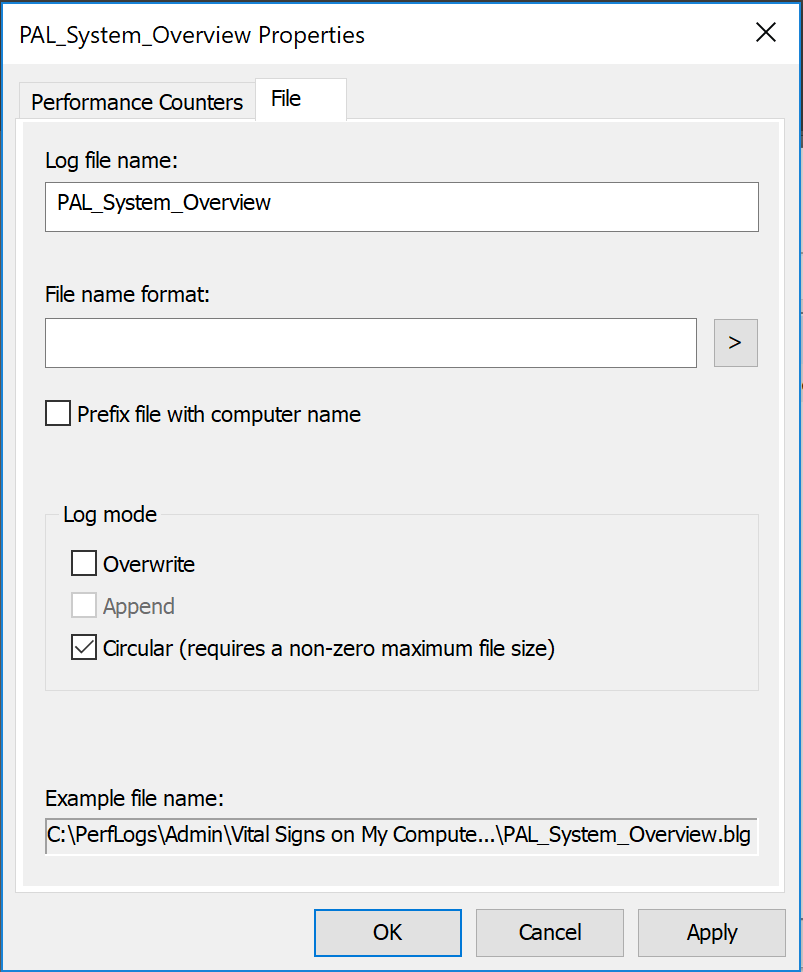 PAL_System_Overview Properties
Performance Counters
File
Log file name:
PAL_System_Overview
File name format:
>
Prefix file with computer name
Log mode
Overwrite
Append
Circular (requires a non-zero maximum file size)
Example file name:
C:\PerfLogs\Admin\Vital Signs on My Compute...\PAL_System_Overview.blg
OK
Cancel
Apply